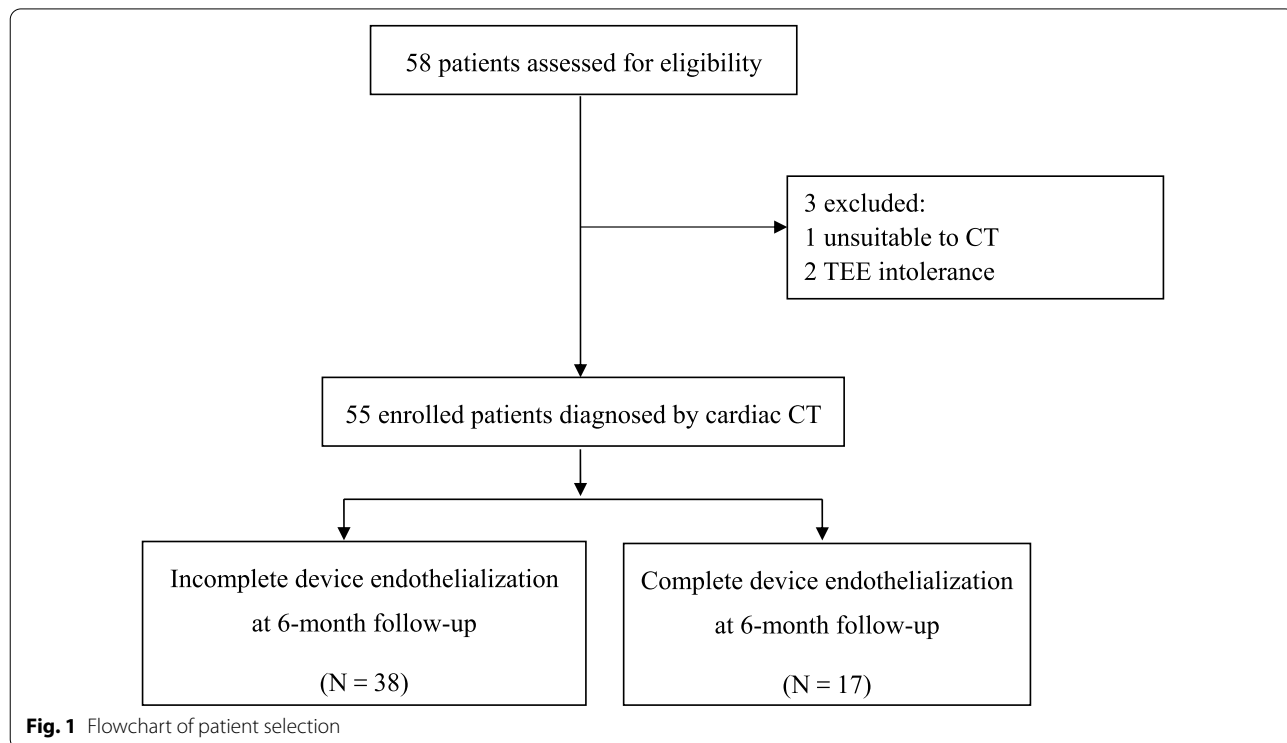 58 patients assessed for eligibility
3 excluded:
1 unsuitable to CT
2 TEE intolerance
55 enrolled patients diagnosed by cardiac CT
Incomplete device endothelialization
at 6-month follow-up
(N = 38)
Complete device endothelialization
at 6-month follow-up
(N = 17)
Fig. 1 Flowchart of patient selection